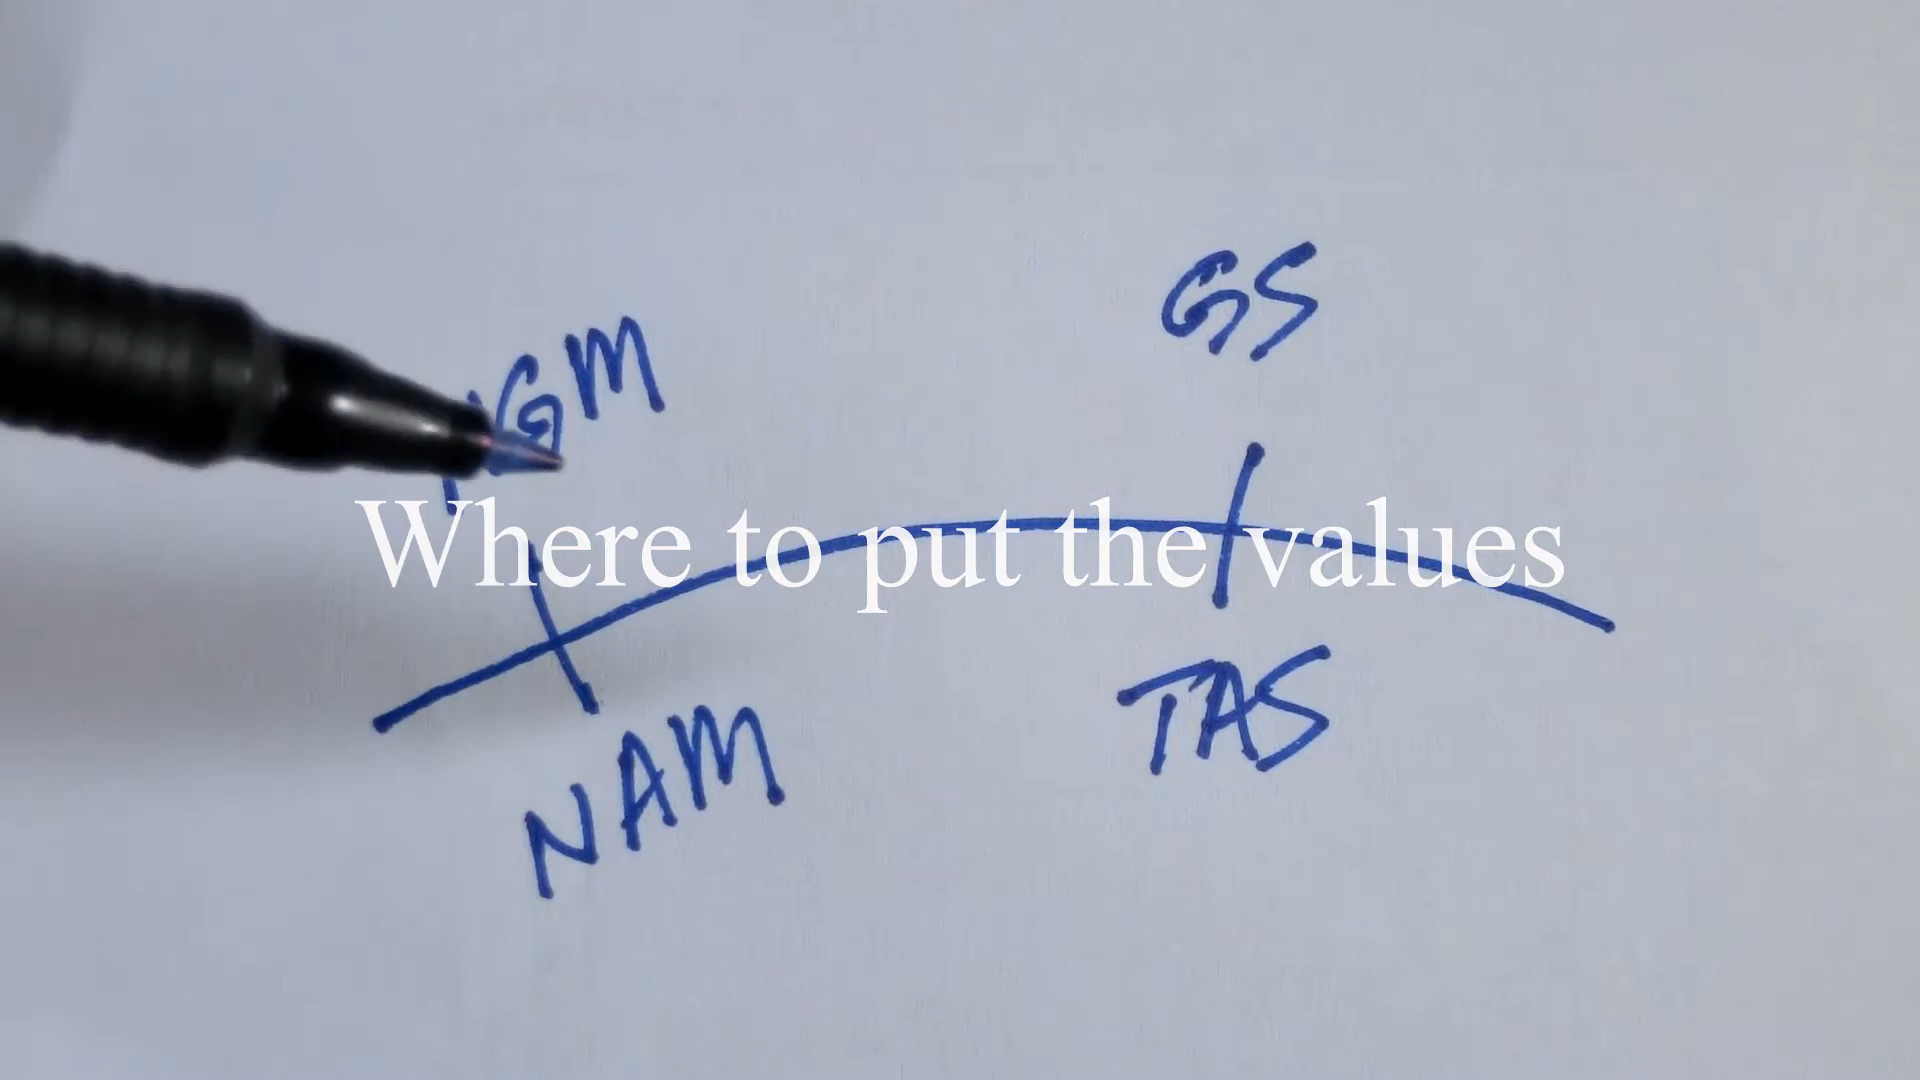 GS
GM
Where to put the values
TAS
NAM